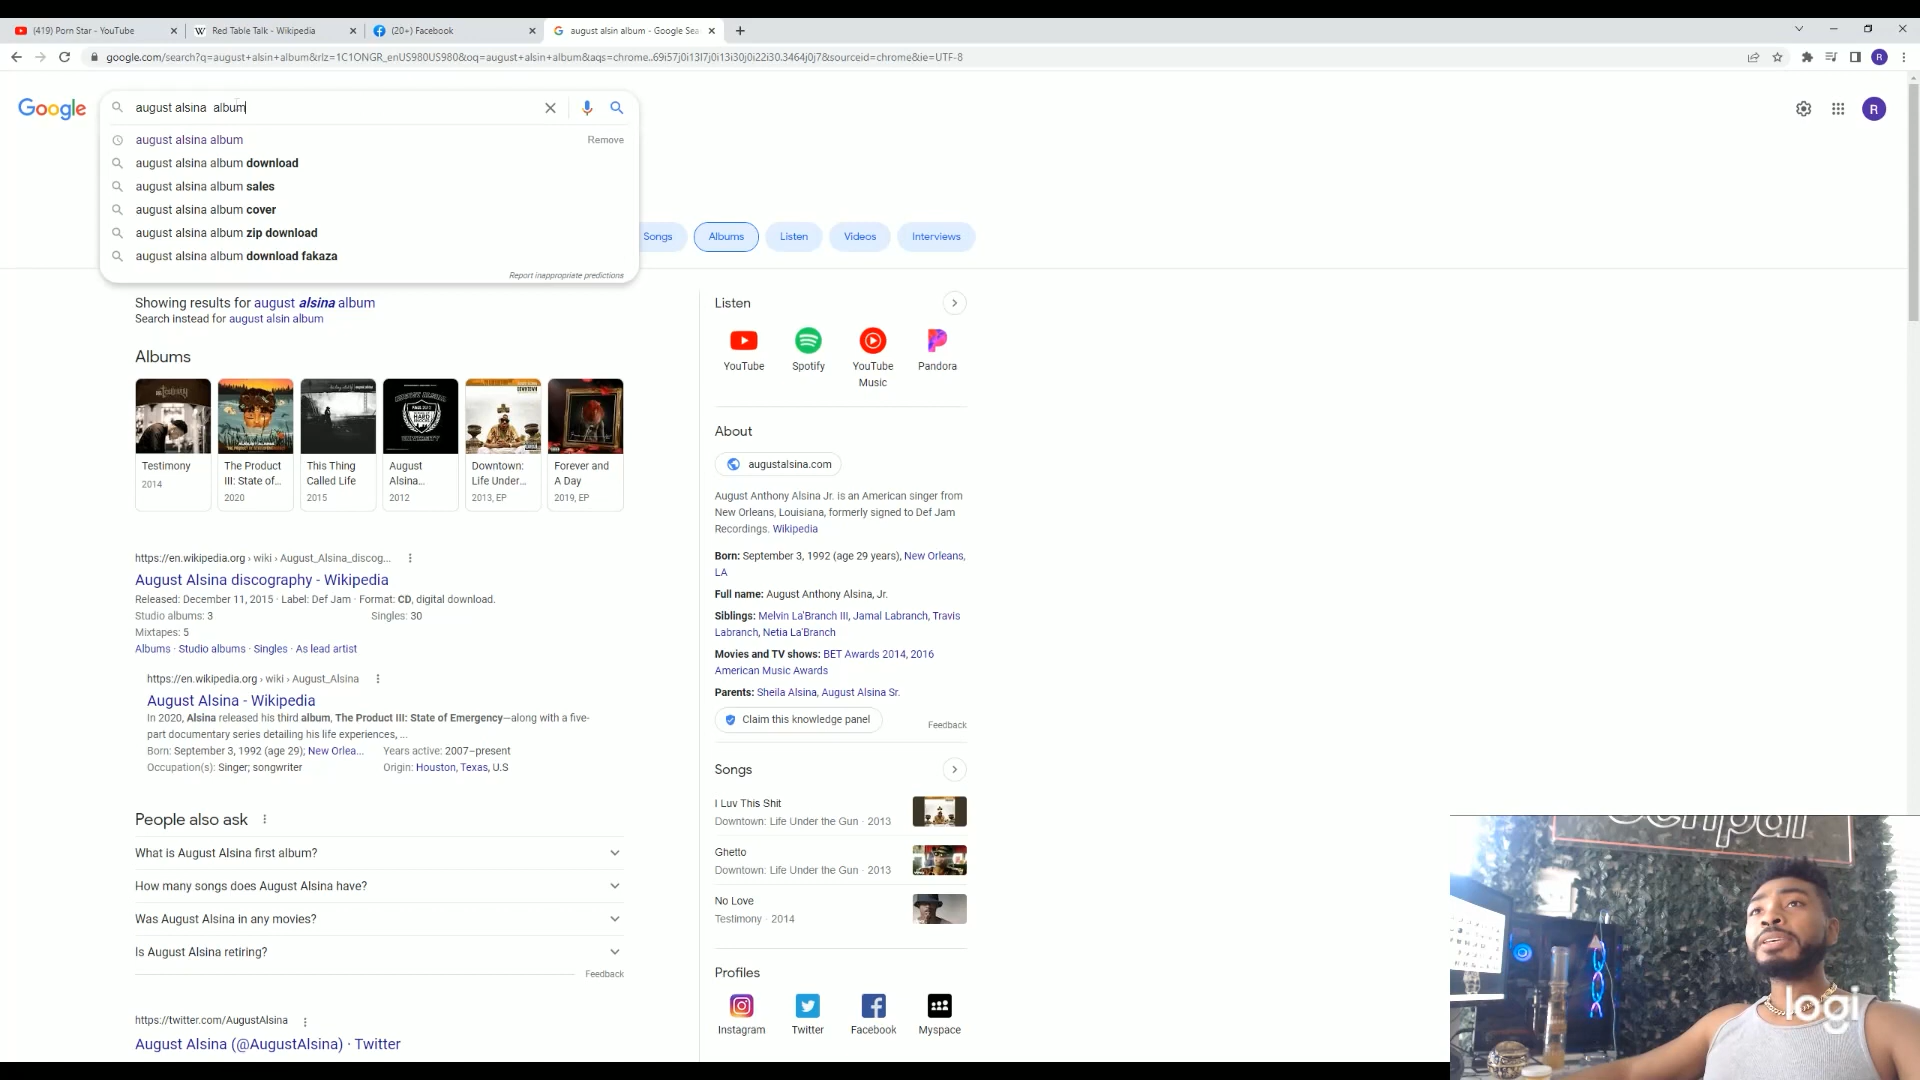 (419) Porn Star - YouTube
Red Table Talk - Wikipedia
(20+) Facebook
august alsin album - Google Sea
google.com/search?q=august+alsin+album&rlz=1C1ONGR_enUS980US980&oq=august+alsin+album&aqs=chrome..69i57j0i13l7j0i13i30j0i22i30.3464j0j7&sourceid=chrome&ie=UTF-8
R
Google
august alsina  album
R
august alsina album
Remove
august alsina album download
august alsina album sales
august alsina album cover
august alsina album zip download
august alsina album download fakaza
Report inappropriate predictions
Songs
Albums
Listen
Videos
Interviews
Showing results for august alsina album
Search instead for august alsin album
Albums
Testimony
2014
The Product III: State of...
2020
This Thing Called Life
2015
August Alsina...
2012
Downtown: Life Under...
2013, EP
Forever and A Day
2019, EP
https://en.wikipedia.org › wiki › August_Alsina_discog...
August Alsina discography - Wikipedia
Released: December 11, 2015 · Label: Def Jam · Format: CD, digital download.
Studio albums: 3
Singles: 30
Mixtapes: 5
Albums · Studio albums · Singles · As lead artist
https://en.wikipedia.org › wiki › August_Alsina
August Alsina - Wikipedia
In 2020, Alsina released his third album, The Product III: State of Emergency—along with a five-
part documentary series detailing his life experiences, ...
Born: September 3, 1992 (age 29); New Orlea...
Years active: 2007–present
Occupation(s): Singer; songwriter
Origin: Houston, Texas, U.S
People also ask
What is August Alsina first album?
How many songs does August Alsina have?
Was August Alsina in any movies?
Is August Alsina retiring?
Feedback
https://twitter.com/AugustAlsina
August Alsina (@AugustAlsina) · Twitter
Listen
YouTube
Spotify
YouTube Music
Pandora
About
augustalsina.com
August Anthony Alsina Jr. is an American singer from
New Orleans, Louisiana, formerly signed to Def Jam
Recordings. Wikipedia
Born: September 3, 1992 (age 29 years), New Orleans,
LA
Full name: August Anthony Alsina, Jr.
Siblings: Melvin La'Branch III, Jamal Labranch, Travis
Labranch, Netia La'Branch
Movies and TV shows: BET Awards 2014, 2016
American Music Awards
Parents: Sheila Alsina, August Alsina Sr.
Claim this knowledge panel
Feedback
Songs
I Luv This Shit
Downtown: Life Under the Gun · 2013
Ghetto
Downtown: Life Under the Gun · 2013
No Love
Testimony · 2014
Profiles
Instagram
Twitter
Facebook
Myspace
Senpai
logi